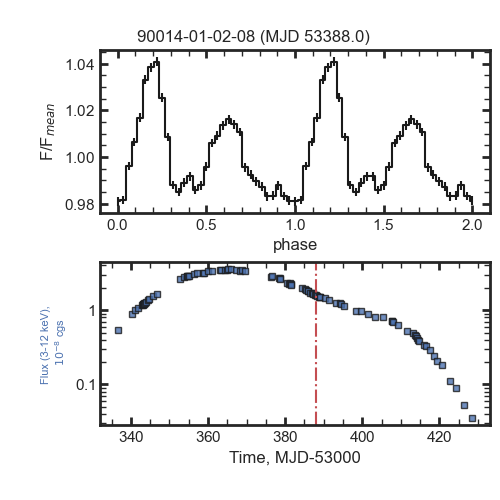 90014-01-02-08 (MJD 53388.0)
1.04
1.02
1.00
0.98
F/F_mean
0.0 0.5 1.0 1.5 2.0
phase
1
0.1
Flux (3-12 keV),
10⁻⁸ cgs
340 360 380 400 420
Time, MJD-53000